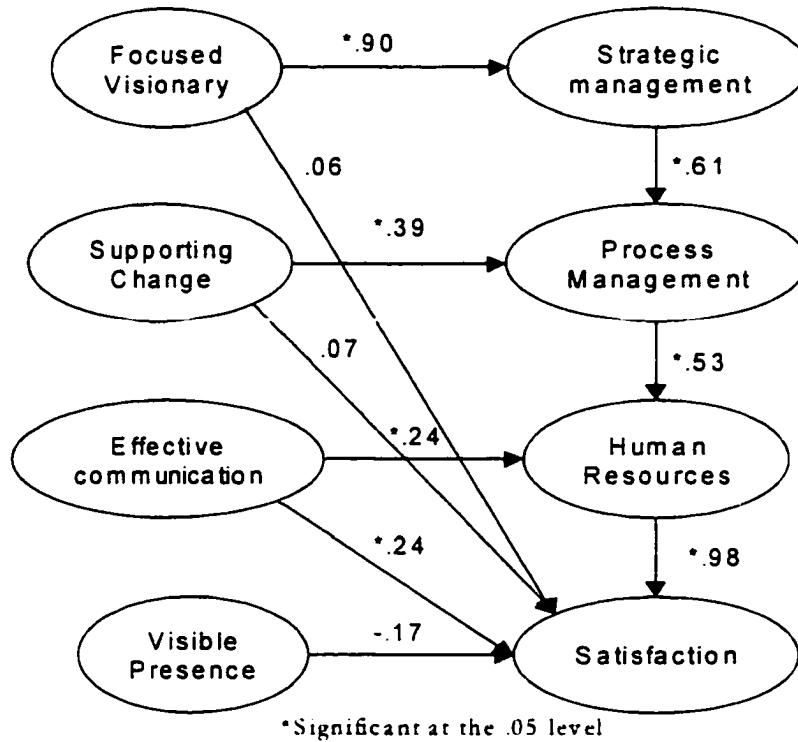 Focused
Visionary
*.90
Strategic
management
.06
*.61
Supporting
Change
*.39
Process
Management
.07
*.53
Effective
communication
*.24
Human
Resources
*.24
*.98
Visible
Presence
-.17
Satisfaction
*Significant at the .05 level